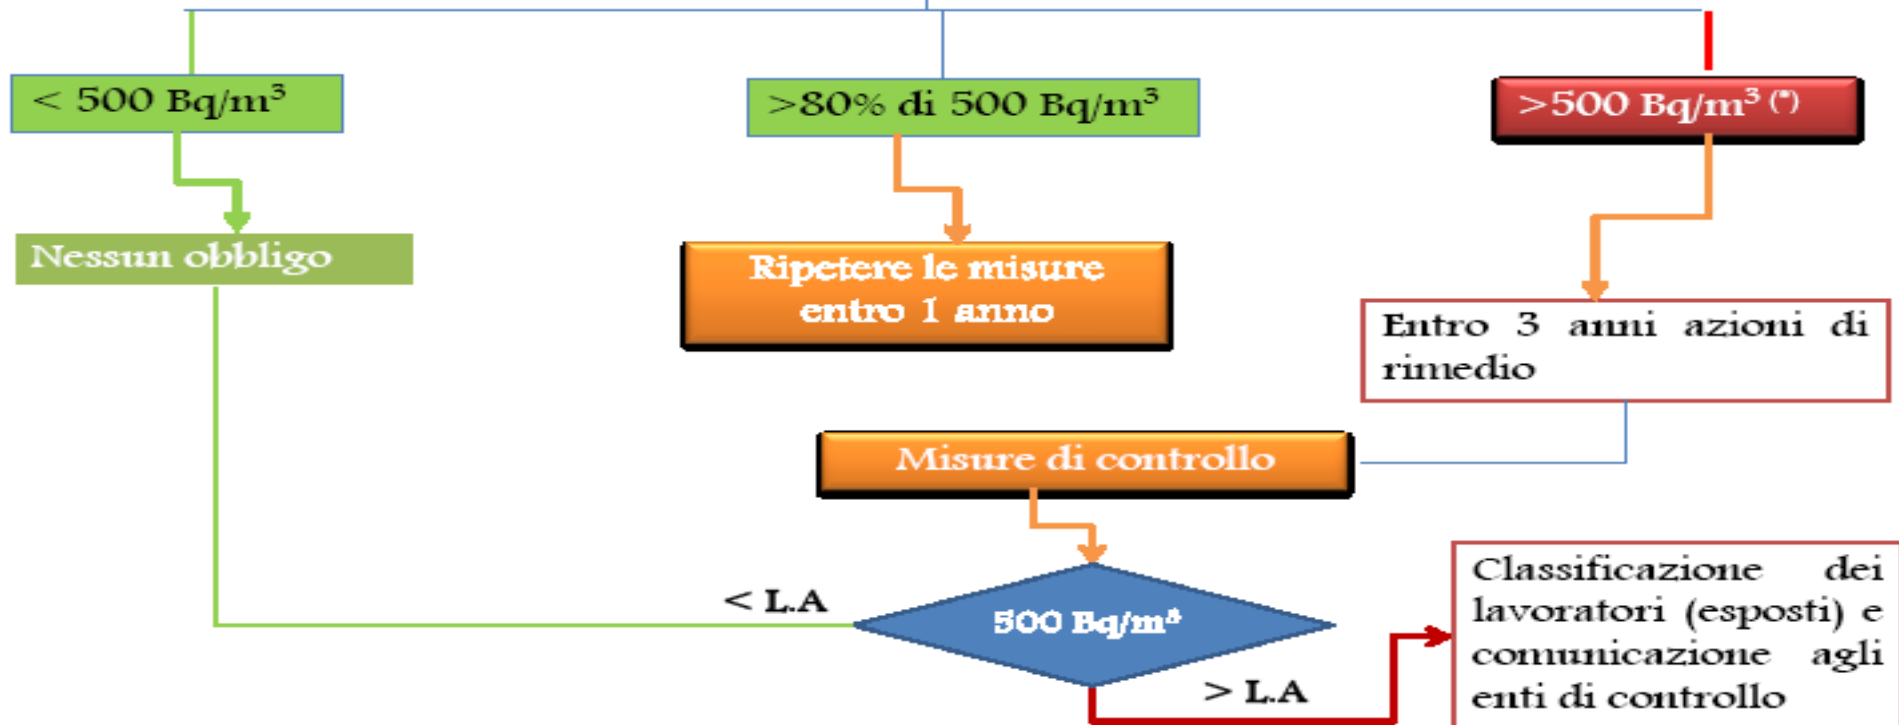 < 500 Bq/m³
>80% di 500 Bq/m³
>500 Bq/m³ (*)
Nessun obbligo
Ripetere le misure
entro 1 anno
Entro 3 anni azioni di
rimedio
Misure di controllo
< L.A
500 Bq/m³
> L.A
Classificazione dei
lavoratori (esposti) e
comunicazione agli
enti di controllo